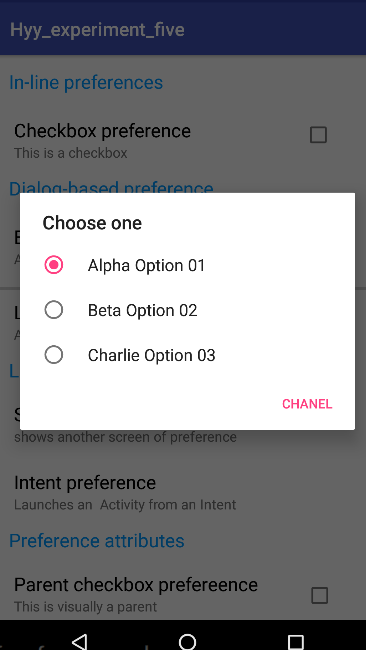 Hyy_experiment_five
In-line preferences
Checkbox preference
This is a checkbox
Dialog-based preference
Choose one
Alpha Option 01
Beta Option 02
Charlie Option 03
CHANEL
shows another screen of preference
Intent preference
Launches an Activity from an Intent
Preference attributes
Parent checkbox prefereence
This is visually a parent